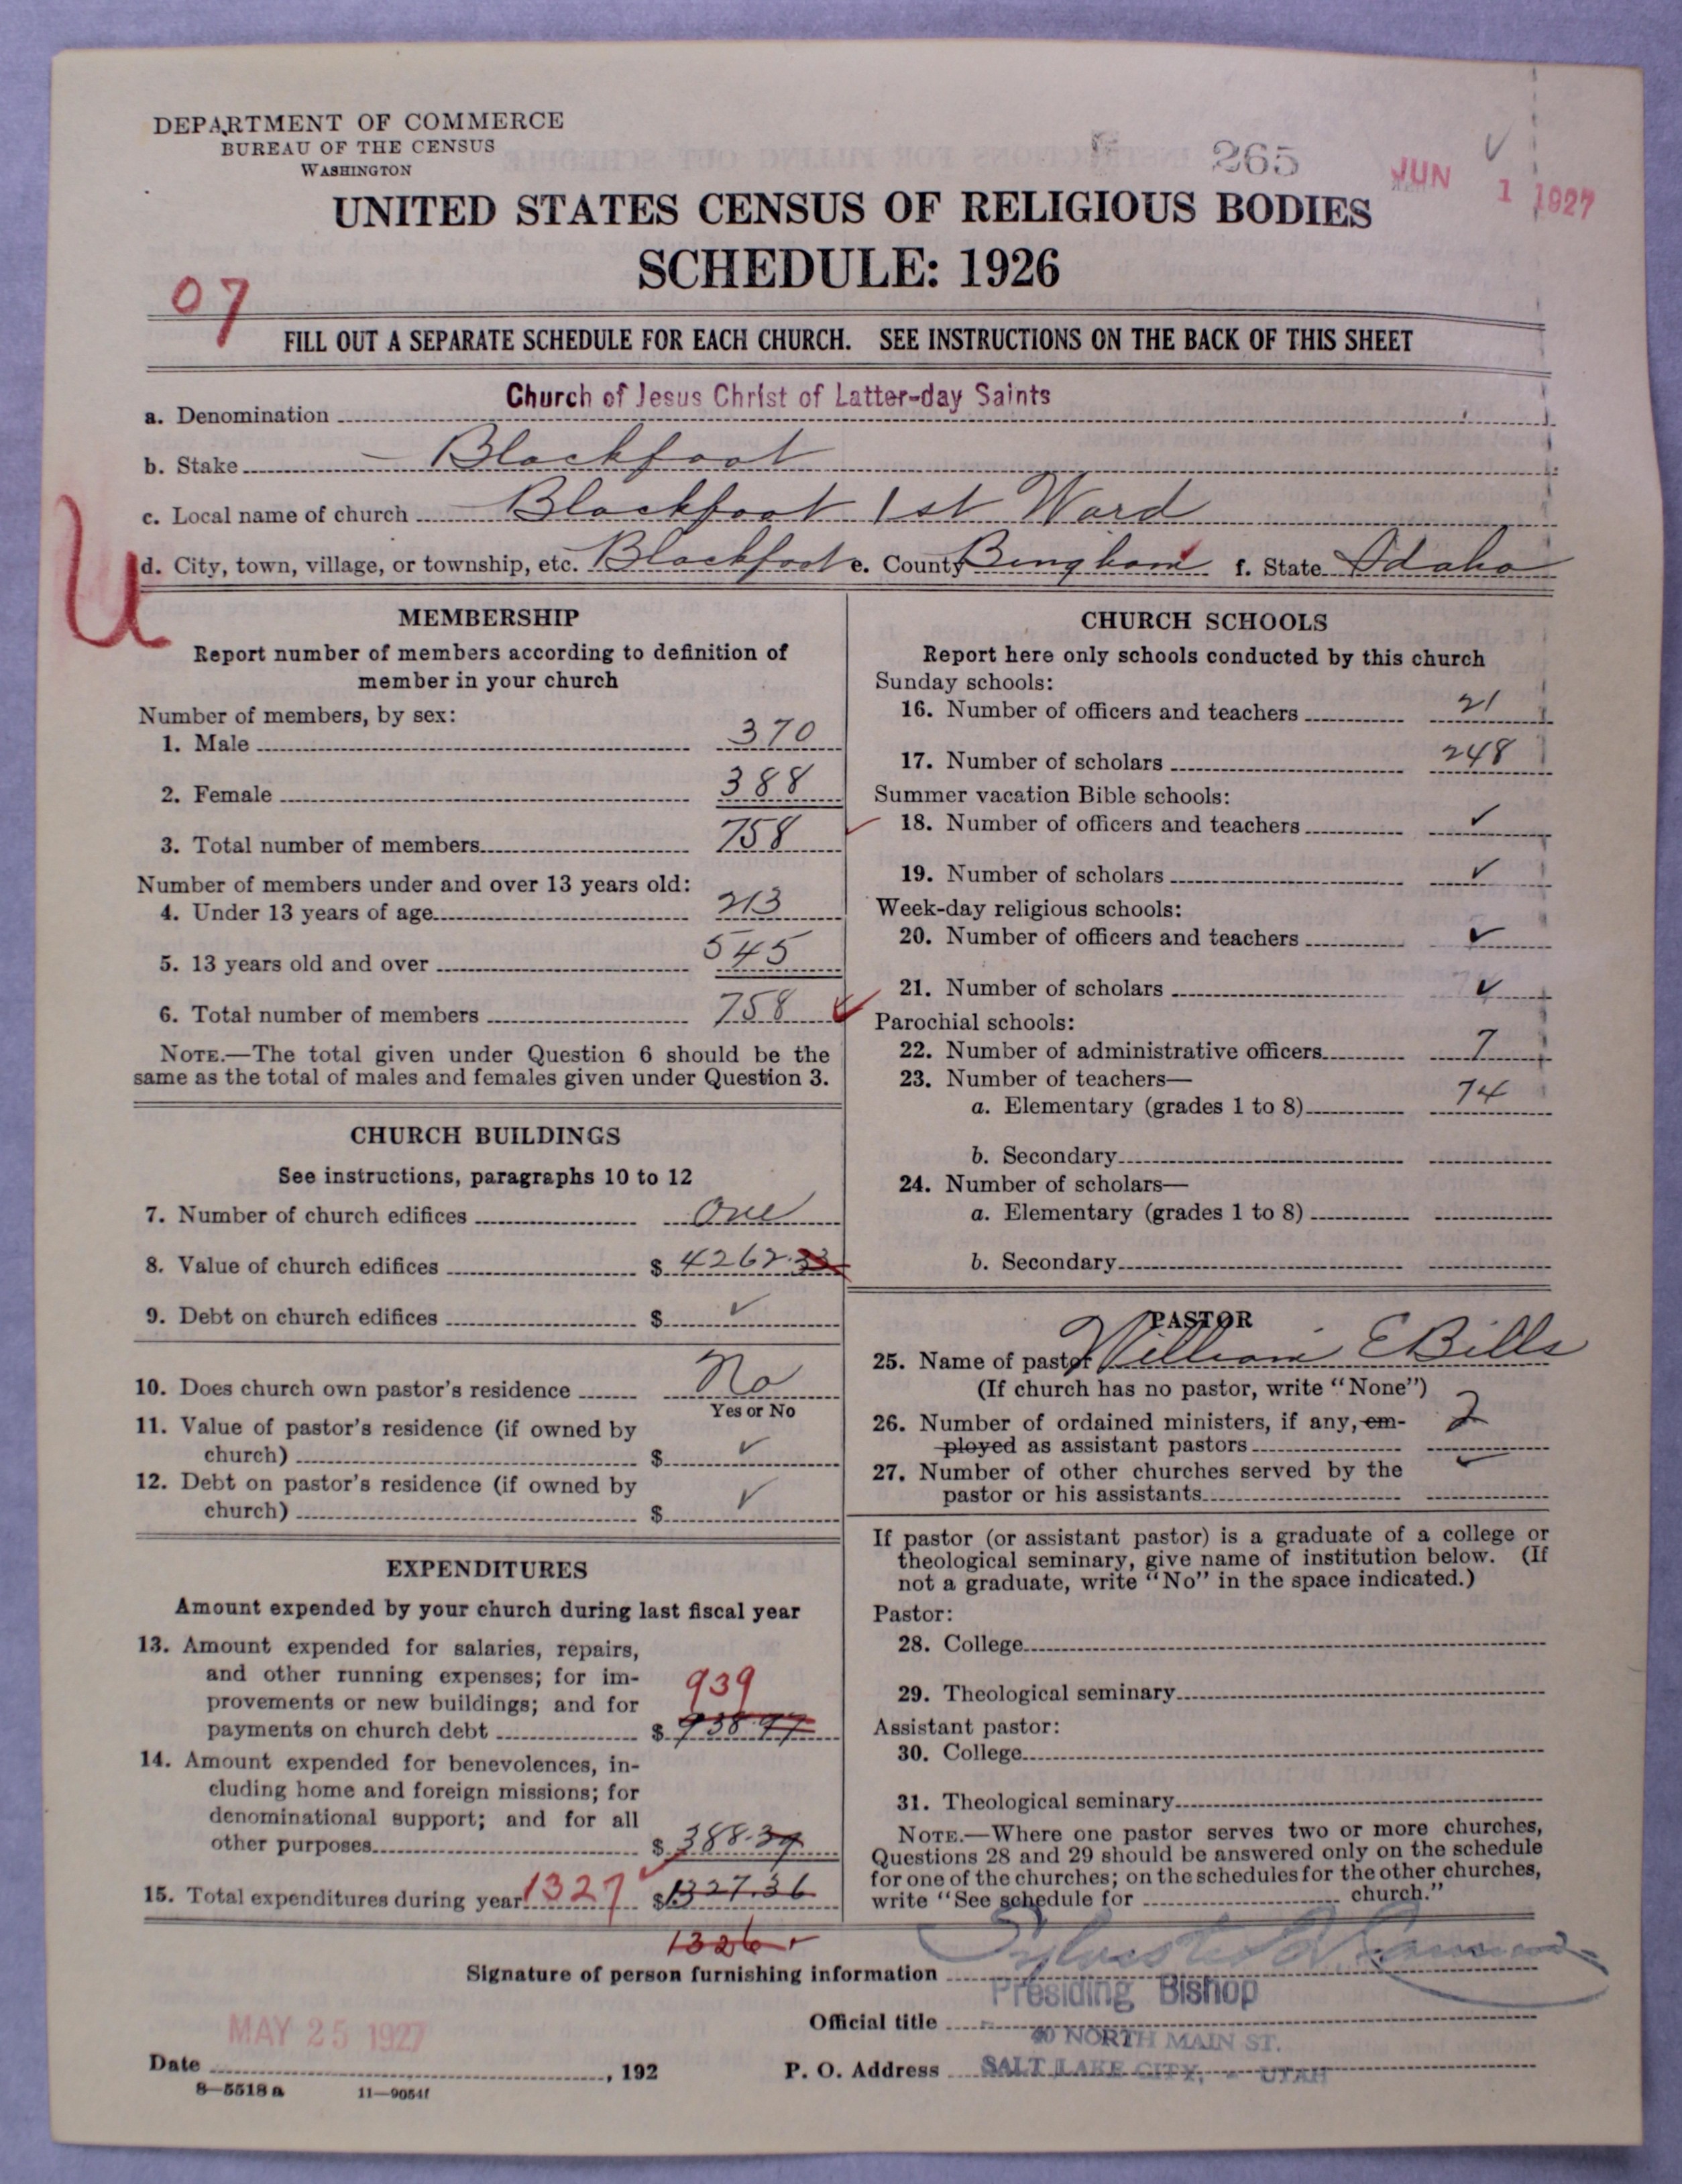 DEPARTMENT OF COMMERCE
BUREAU OF THE CENSUS
WASHINGTON
265
JUN 1 1927
UNITED STATES CENSUS OF RELIGIOUS BODIES
SCHEDULE: 1926
07
FILL OUT A SEPARATE SCHEDULE FOR EACH CHURCH. SEE INSTRUCTIONS ON THE BACK OF THIS SHEET
a. Denomination Church of Jesus Christ of Latter-day Saints
b. Stake Blackfoot
c. Local name of church Blackfoot 1st Ward
U
d. City, town, village, or township, etc. Blackfoot e. County Bingham f. State Idaho
MEMBERSHIP
Report number of members according to definition of
member in your church
Number of members, by sex:
1. Male 370
2. Female 388
3. Total number of members 758
Number of members under and over 13 years old:
4. Under 13 years of age 213
5. 13 years old and over 545
6. Total number of members 758
NOTE.—The total given under Question 6 should be the
same as the total of males and females given under Question 3.
CHURCH BUILDINGS
See instructions, paragraphs 10 to 12
7. Number of church edifices One
8. Value of church edifices $ 4262.33
9. Debt on church edifices $ ✓
10. Does church own pastor's residence No
Yes or No
11. Value of pastor's residence (if owned by
church) $ ✓
12. Debt on pastor's residence (if owned by
church) $ ✓
EXPENDITURES
Amount expended by your church during last fiscal year
13. Amount expended for salaries, repairs,
and other running expenses; for im-
provements or new buildings; and for 939
payments on church debt $ 938.97
14. Amount expended for benevolences, in-
cluding home and foreign missions; for
denominational support; and for all
other purposes $ 388.39
15. Total expenditures during year 1327 $1327.36
1326
CHURCH SCHOOLS
Report here only schools conducted by this church
Sunday schools:
16. Number of officers and teachers 21
17. Number of scholars 248
Summer vacation Bible schools:
18. Number of officers and teachers ✓
19. Number of scholars ✓
Week-day religious schools:
20. Number of officers and teachers ✓
21. Number of scholars ✓
Parochial schools:
22. Number of administrative officers 7
23. Number of teachers—
a. Elementary (grades 1 to 8) 74
b. Secondary
24. Number of scholars—
a. Elementary (grades 1 to 8)
b. Secondary
PASTOR
25. Name of pastor William E Bills
(If church has no pastor, write "None")
26. Number of ordained ministers, if any, em- 2
ployed as assistant pastors
27. Number of other churches served by the ✓
pastor or his assistants
If pastor (or assistant pastor) is a graduate of a college or
theological seminary, give name of institution below. (If
not a graduate, write "No" in the space indicated.)
Pastor:
28. College
29. Theological seminary
Assistant pastor:
30. College
31. Theological seminary
NOTE.—Where one pastor serves two or more churches,
Questions 28 and 29 should be answered only on the schedule
for one of the churches; on the schedules for the other churches,
write "See schedule for church."
Signature of person furnishing information Sylvester Q. Cannon
Presiding Bishop
Official title
40 NORTH MAIN ST.
MAY 25 1927
Date , 192
P. O. Address SALT LAKE CITY, - UTAH
8—5518 a 11—9054f